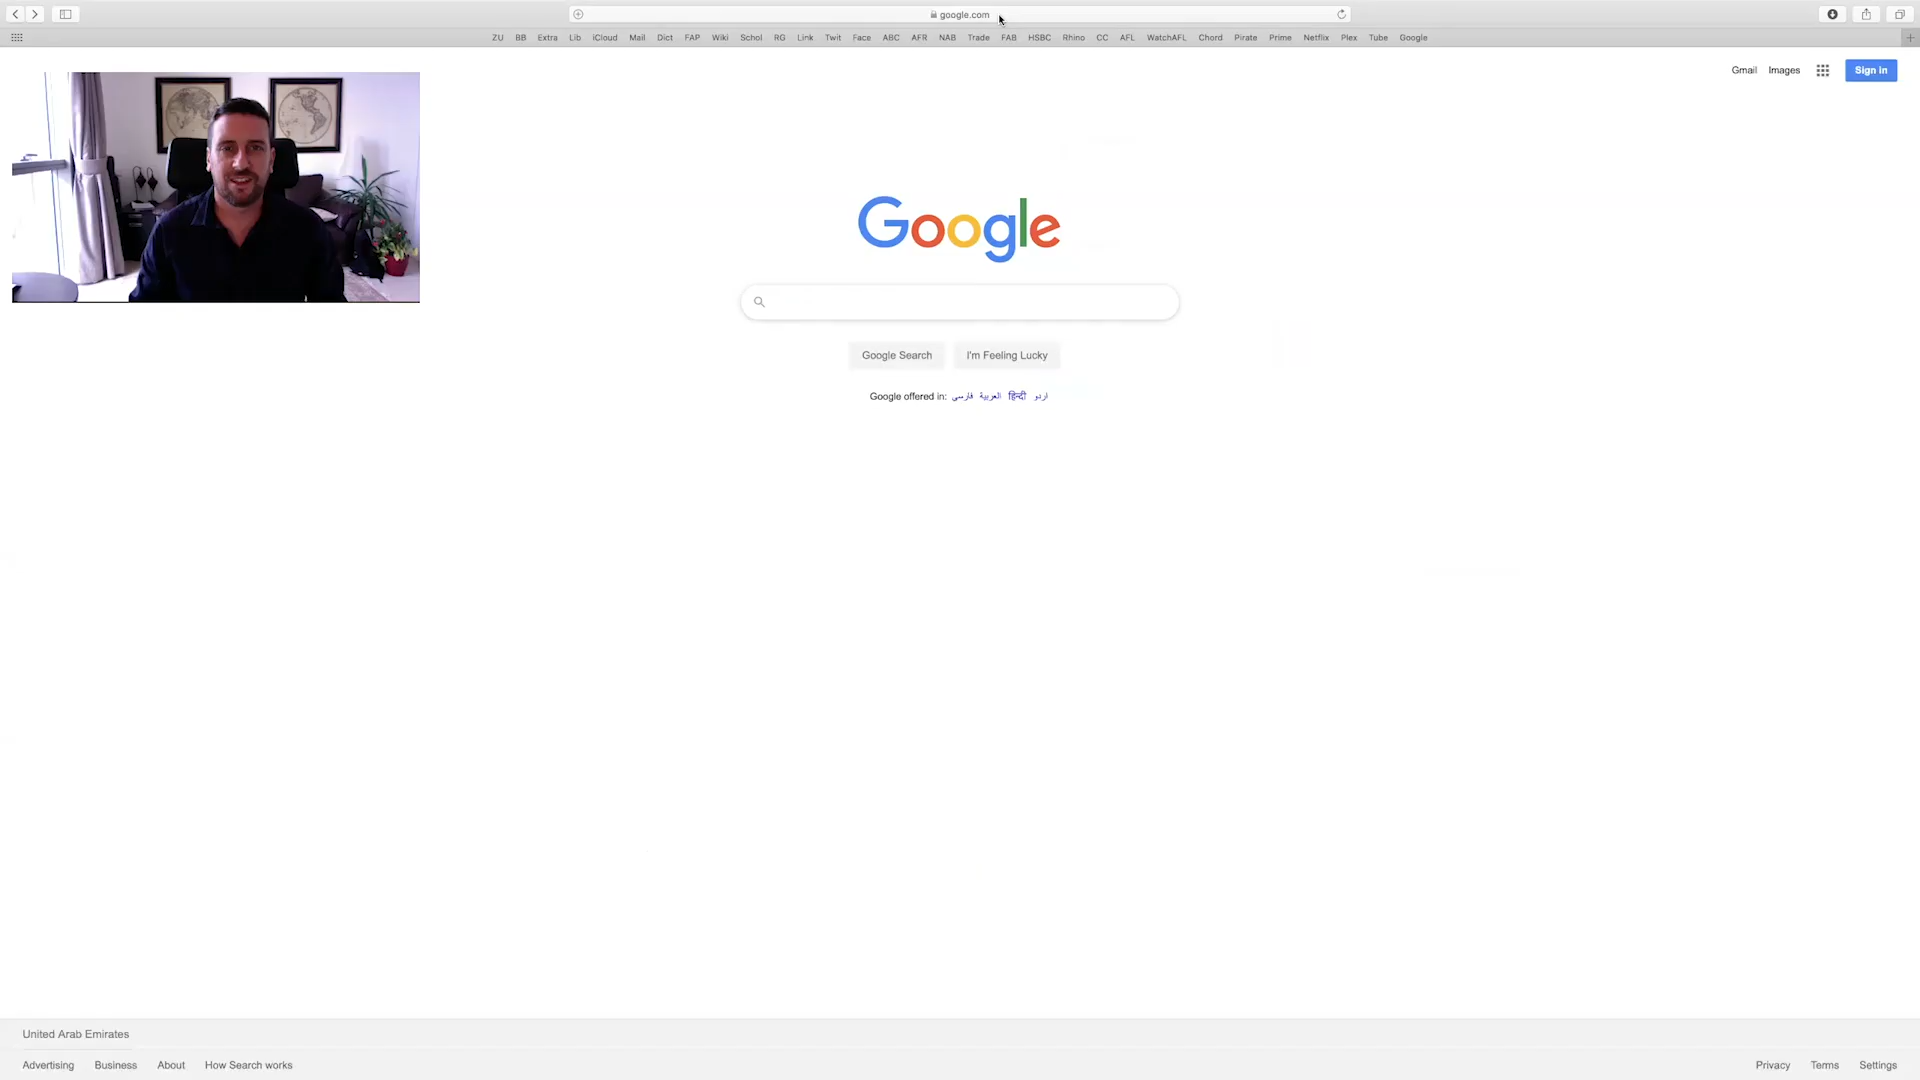 google.com
ZU BB Extra Lib iCloud Mail Dict FAP Wiki Schol RG Link Twit Face ABC AFR NAB Trade FAB HSBC Rhino CC AFL WatchAFL Chord Pirate Prime Netflix Plex Tube Google
Gmail Images Sign in
Google
Google Search I'm Feeling Lucky
Google offered in: فارسی العربية हिन्दी اردو
United Arab Emirates
Advertising Business About How Search works Privacy Terms Settings